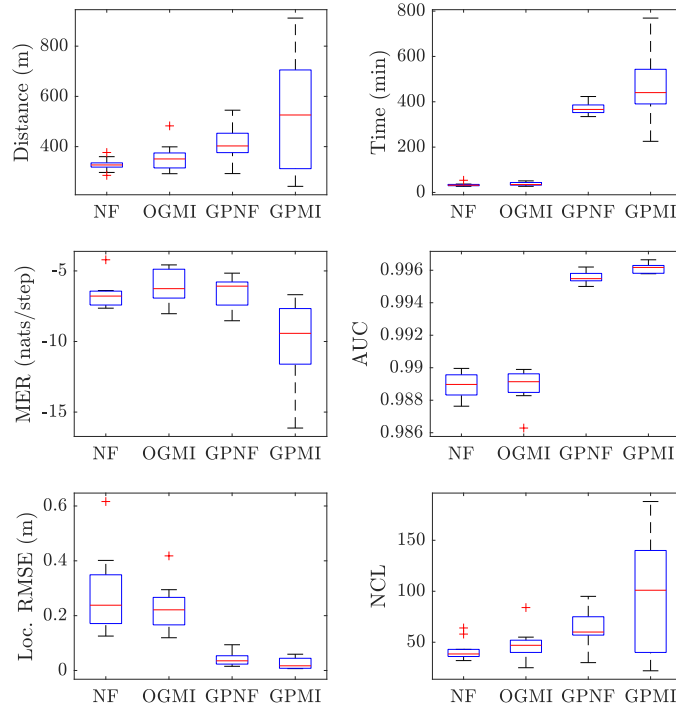 Distance (m)
800
600
400
NF OGMI GPNF GPMI
Time (min)
800
600
400
200
0
NF OGMI GPNF GPMI
MER (nats/step)
-5
-10
-15
NF OGMI GPNF GPMI
AUC
0.996
0.994
0.992
0.99
0.988
0.986
NF OGMI GPNF GPMI
Loc. RMSE (m)
0.6
0.4
0.2
0
NF OGMI GPNF GPMI
NCL
150
100
50
NF OGMI GPNF GPMI